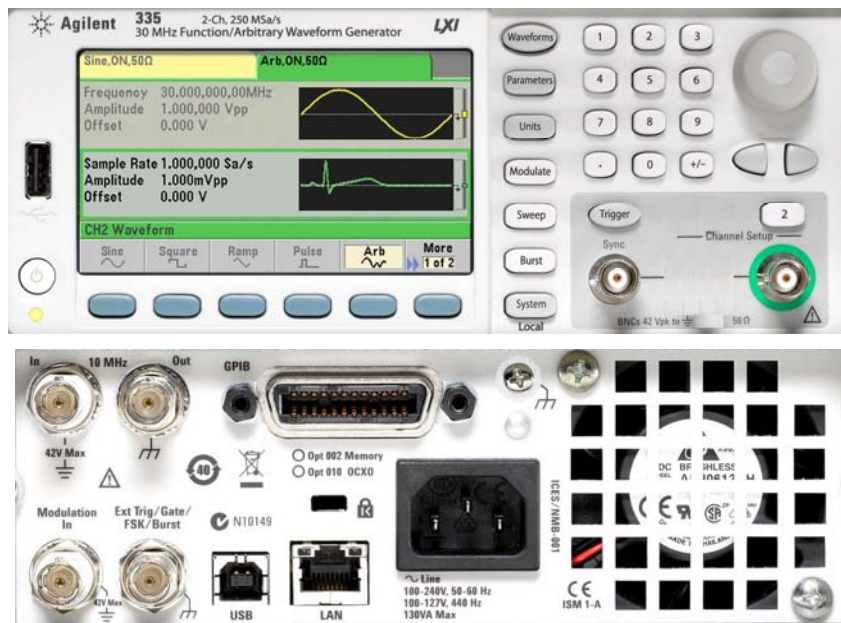 Agilent 335 2-Ch, 250 MSa/s
30 MHz Function/Arbitrary Waveform Generator
LXI
Sine,ON,50Ω Arb,ON,50Ω
Frequency 30.000,000,00MHz
Amplitude 1.000,000 Vpp
Offset 0.000 V
Sample Rate 1.000,000 Sa/s
Amplitude 1.000mVpp
Offset 0.000 V
CH2 Waveform
Sine Square Ramp Pulse Arb More
1 of 2
Waveforms 1 2 3
Parameters 4 5 6
Units 7 8 9
Modulate . 0 +/-
Sweep Trigger 2
Sync Channel Setup
Burst
System
Local
BNCs 42 Vpk to 50 Ω
In 10 MHz Out GPIB
42V Max
40
Opt 002 Memory
Opt 010 OCXO
Modulation
In
Ext Trig/Gate/
FSK/Burst
N10149
K
42V Max
USB LAN
Line
100-240V, 50-60 Hz
100-127V, 440 Hz
130VA Max
ICES/NMB-001
CE
ISM 1-A